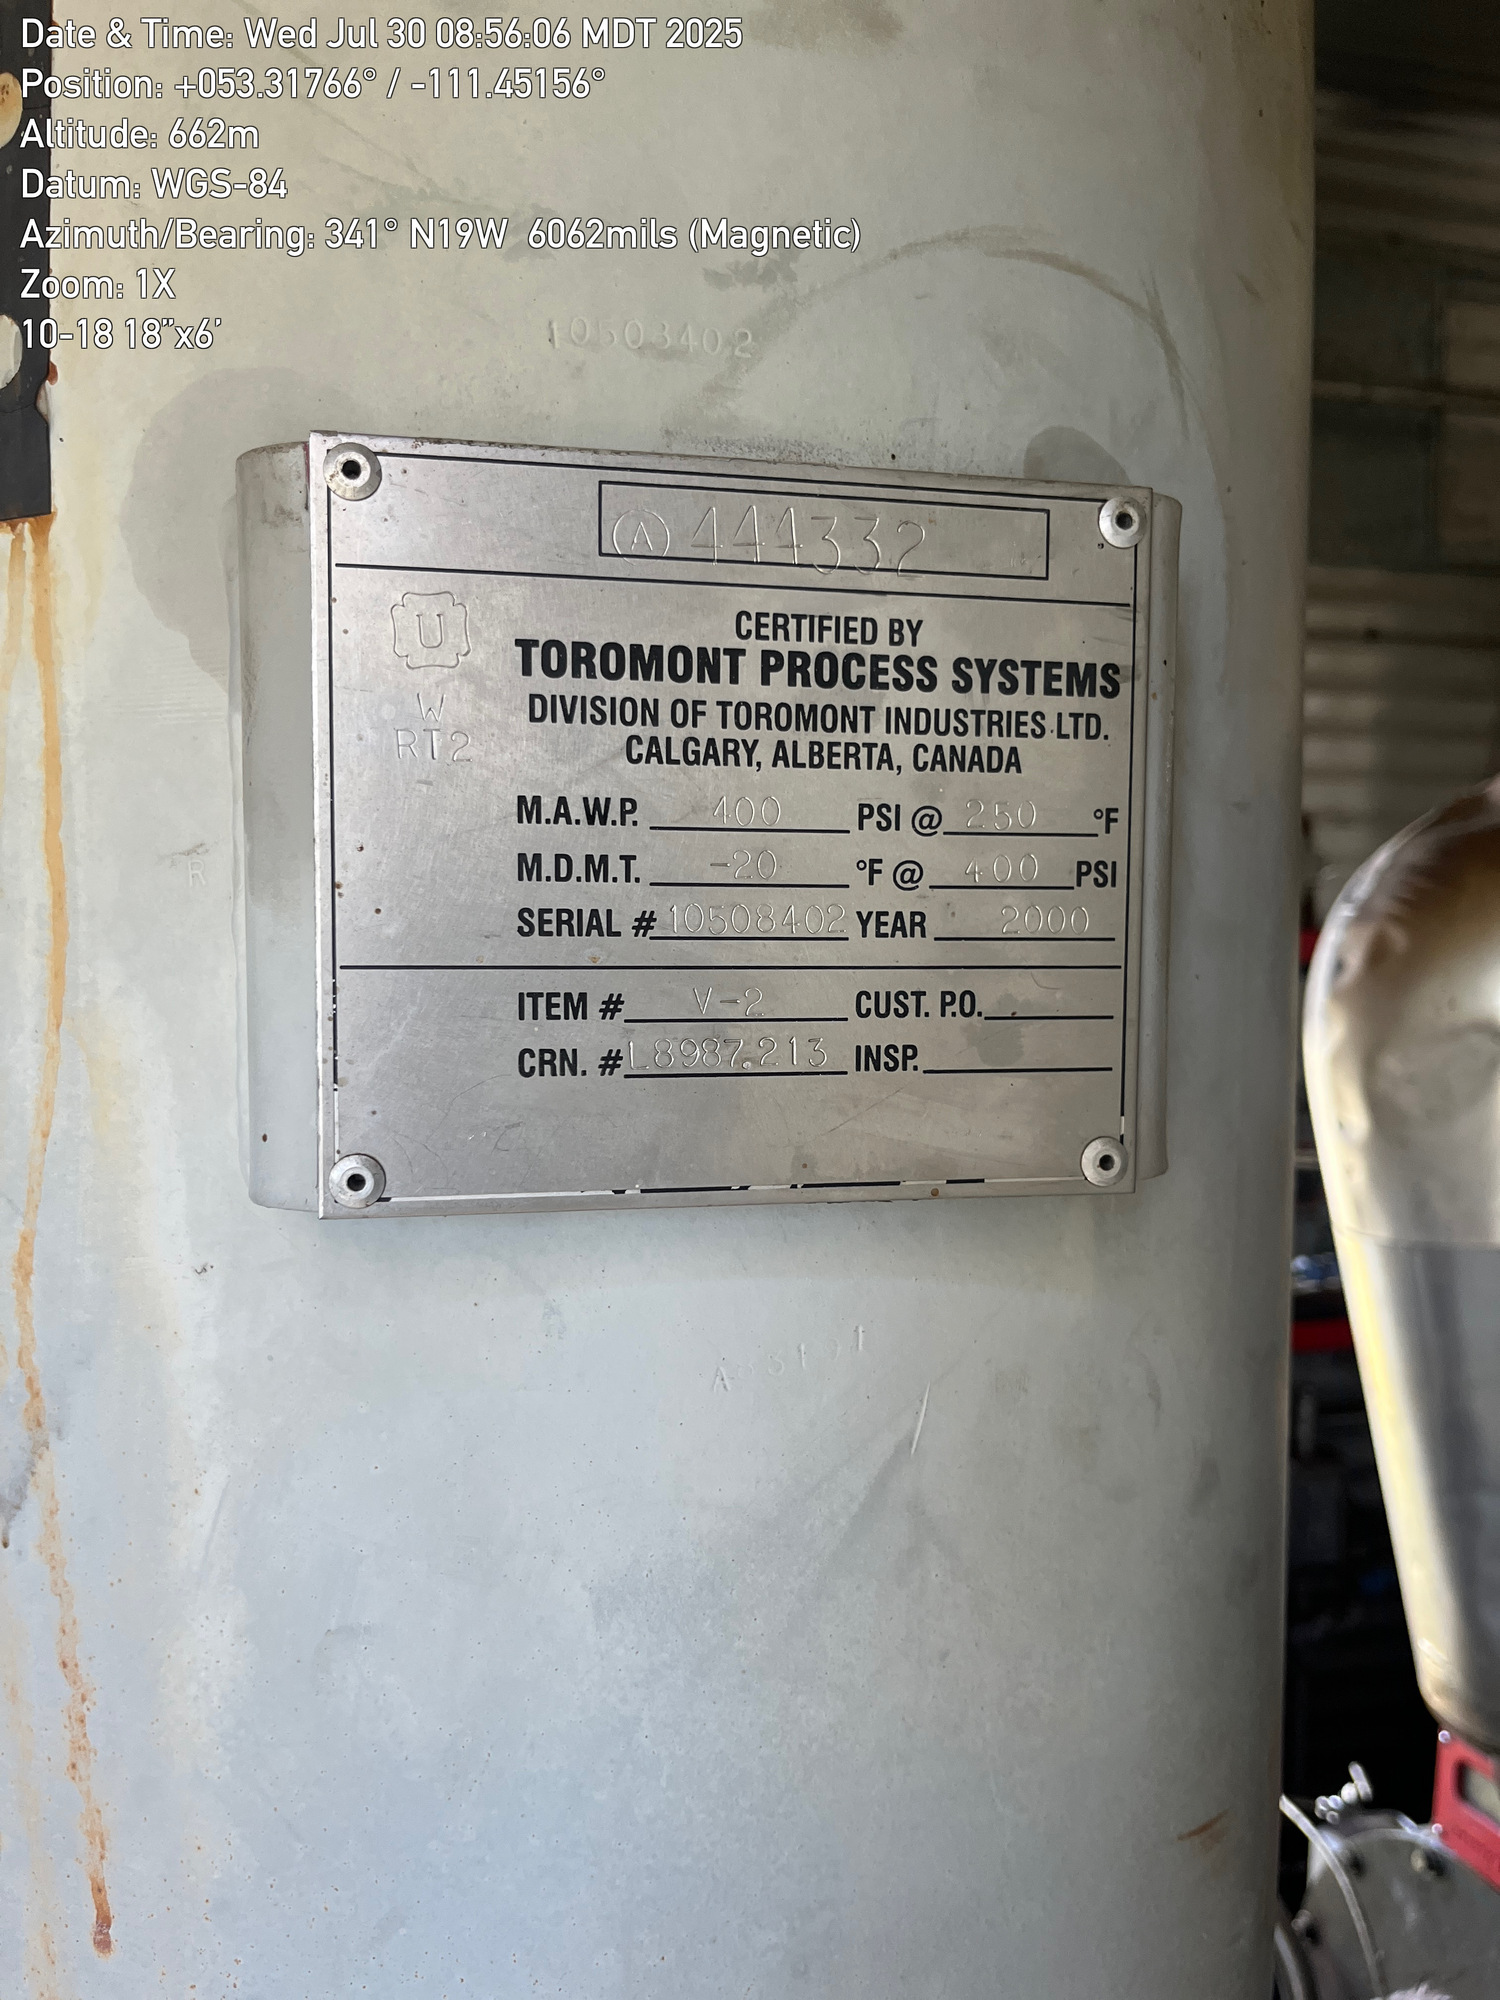 Date & Time: Wed Jul 30 08:56:06 MDT 2025
Position: +053.31766° / -111.45156°
Altitude: 662m
Datum: WGS-84
Azimuth/Bearing: 341° N19W 6062mils (Magnetic)
Zoom: 1X
10-18 18"x6'
Ⓐ 444332
U
W
RT2
CERTIFIED BY
TOROMONT PROCESS SYSTEMS
DIVISION OF TOROMONT INDUSTRIES LTD.
CALGARY, ALBERTA, CANADA
M.A.W.P. 400 PSI @ 250 °F
M.D.M.T. -20 °F @ 400 PSI
SERIAL # 10508402 YEAR 2000
ITEM # V-2 CUST. P.O.
CRN. # L8987.213 INSP.
R